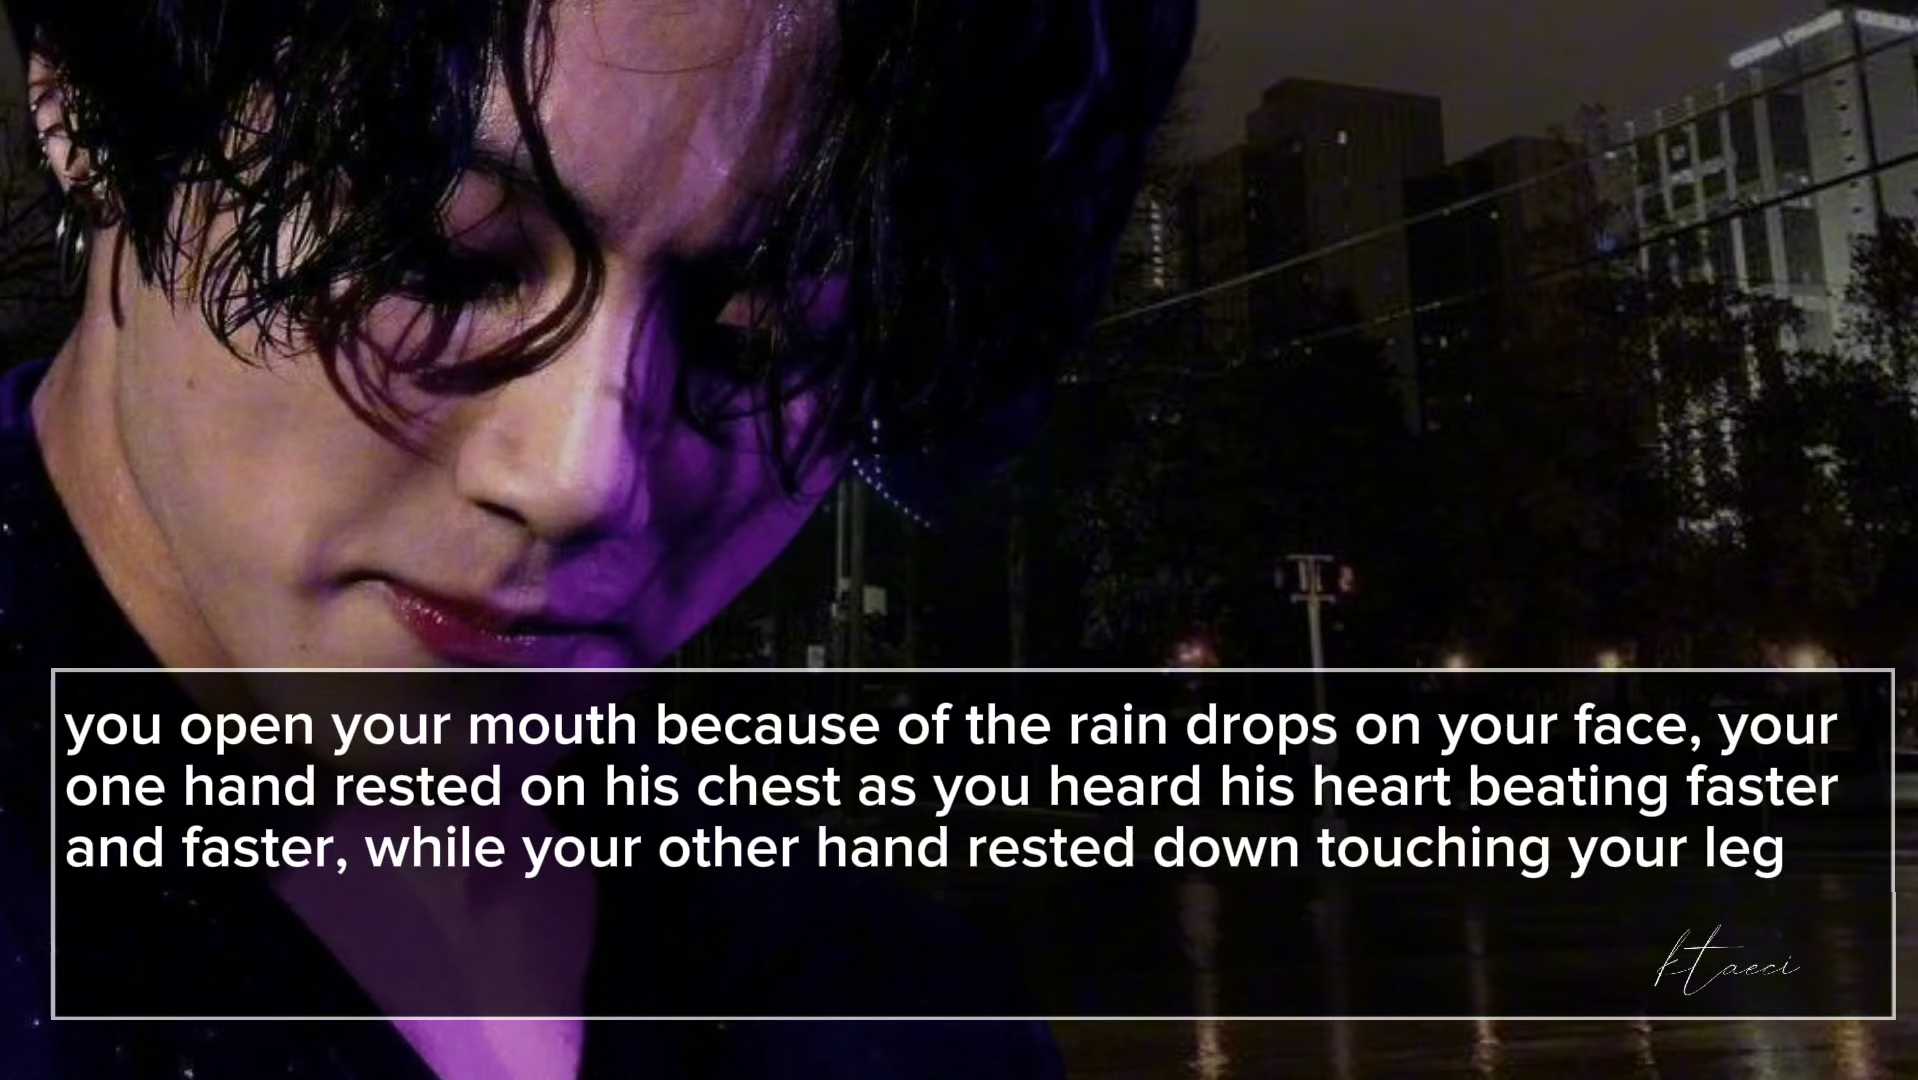 you open your mouth because of the rain drops on your face, your
one hand rested on his chest as you heard his heart beating faster
and faster, while your other hand rested down touching your leg
ktaeci